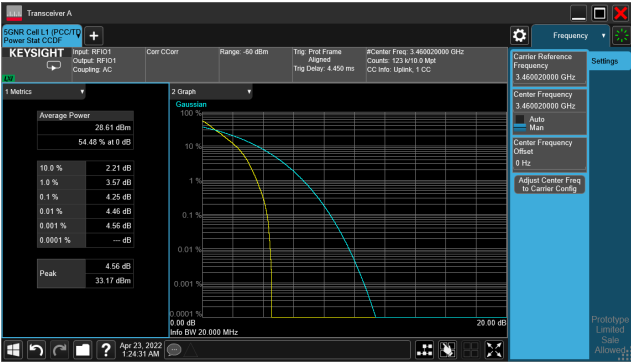 Transceiver A
5GNR Cell L1 (PCC/TD
Power Stat CCDF
Frequency
KEYSIGHT
LXI
Input: RFIO1
Output: RFIO1
Coupling: AC
Corr CCorr
Range: -60 dBm
Trig: Prot Frame
Aligned
Trig Delay: 4.450 ms
#Center Freq: 3.460020000 GHz
Counts: 123 k/10.0 Mpt
CC Info: Uplink, 1 CC
1 Metrics
Average Power
28.61 dBm
54.48 % at 0 dB
10.0 % 2.21 dB
1.0 % 3.57 dB
0.1 % 4.25 dB
0.01 % 4.46 dB
0.001 % 4.56 dB
0.0001 % --- dB
Peak
4.56 dB
33.17 dBm
2 Graph
Gaussian
100 %
10 %
1 %
0.1 %
0.01 %
0.001 %
0.0001 %
0.00 dB
20.00 dB
Info BW 20.000 MHz
Carrier Reference
Frequency
3.460020000 GHz
Center Frequency
3.460020000 GHz
Auto
Man
Center Frequency
Offset
0 Hz
Adjust Center Freq
to Carrier Config
Settings
Prototype
Limited
Sale
Allowed
Apr 23, 2022
1:24:31 AM